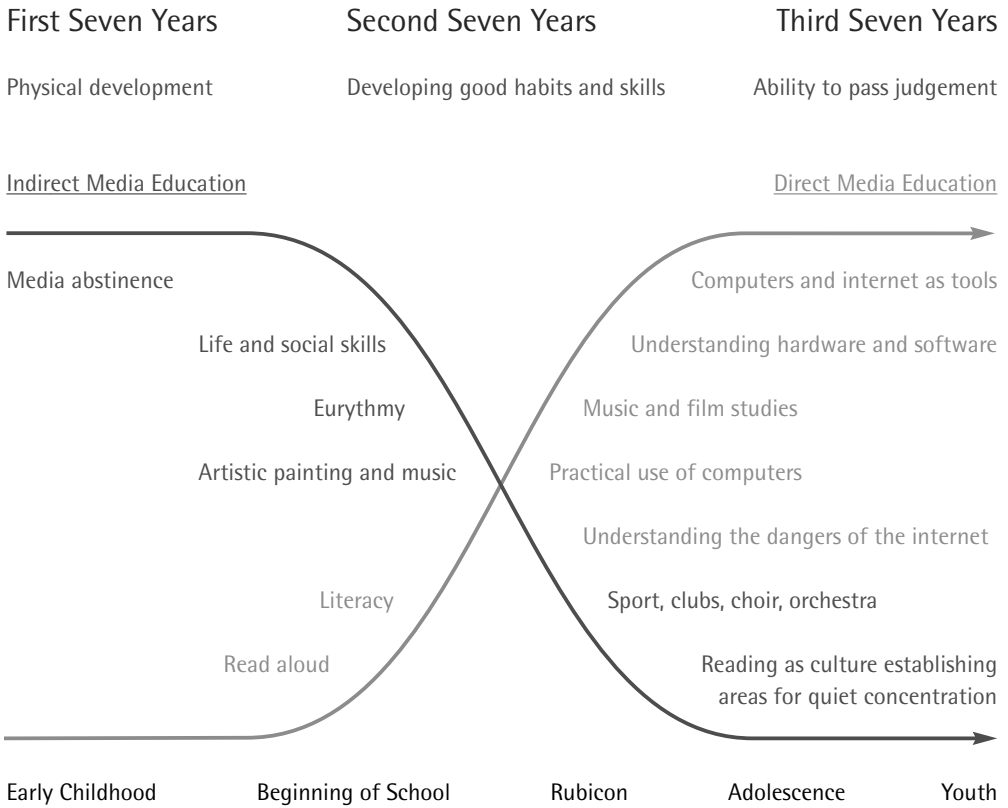 First Seven Years
Second Seven Years
Third Seven Years
Physical development
Developing good habits and skills
Ability to pass judgement
Indirect Media Education
Direct Media Education
Media abstinence
Computers and internet as tools
Life and social skills
Understanding hardware and software
Eurythmy
Music and film studies
Artistic painting and music
Practical use of computers
Understanding the dangers of the internet
Literacy
Sport, clubs, choir, orchestra
Read aloud
Reading as culture establishing
areas for quiet concentration
Early Childhood
Beginning of School
Rubicon
Adolescence
Youth